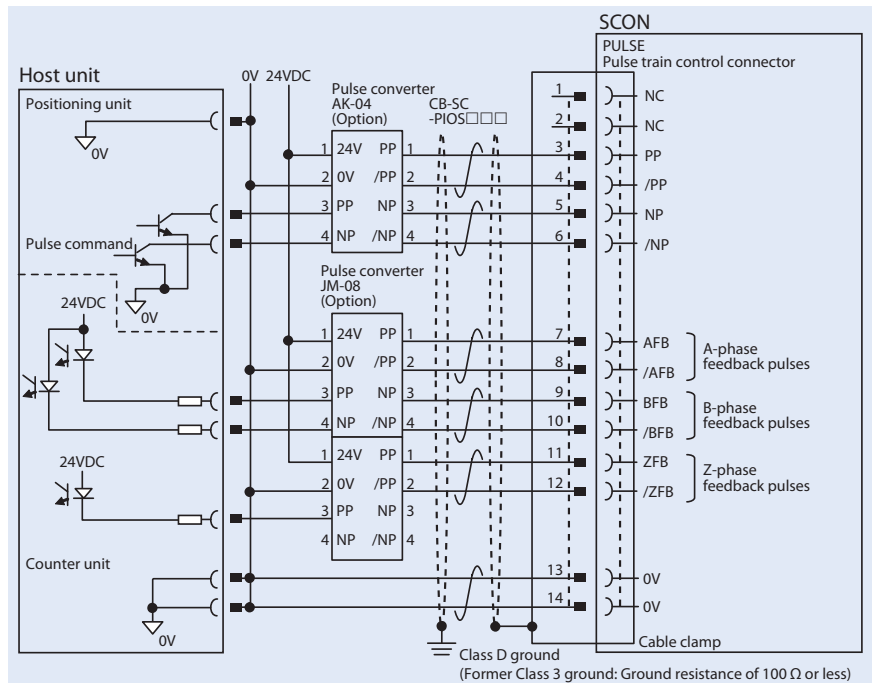 SCON
PULSE
Pulse train control connector
Host unit
0V 24VDC
Positioning unit
0V
Pulse converter
AK-04
(Option)
CB-SC
-PIOS□□□
1 24V PP 1
2 0V /PP 2
3 PP NP 3
4 NP /NP 4
1 NC
2 NC
3 PP
4 /PP
5 NP
6 /NP
Pulse command
0V
24VDC
Pulse converter
JM-08
(Option)
1 24V PP 1
2 0V /PP 2
3 PP NP 3
4 NP /NP 4
1 24V PP 1
2 0V /PP 2
3 PP NP 3
4 NP /NP 4
7 AFB
8 /AFB
A-phase
feedback pulses
9 BFB
10 /BFB
B-phase
feedback pulses
11 ZFB
12 /ZFB
Z-phase
feedback pulses
24VDC
Counter unit
0V
13 0V
14 0V
Cable clamp
Class D ground
(Former Class 3 ground: Ground resistance of 100 Ω or less)